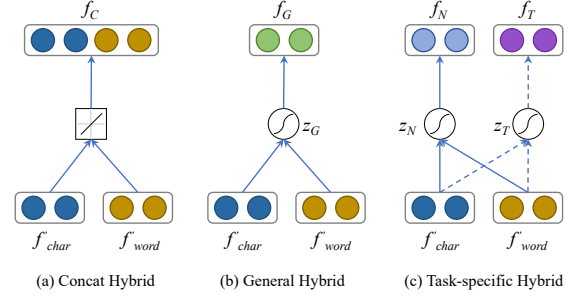 f_C
f_G
f_N f_T
z_G
z_N z_T
f'_char f'_word
f'_char f'_word
f'_char f'_word
(a) Concat Hybrid
(b) General Hybrid
(c) Task-specific Hybrid